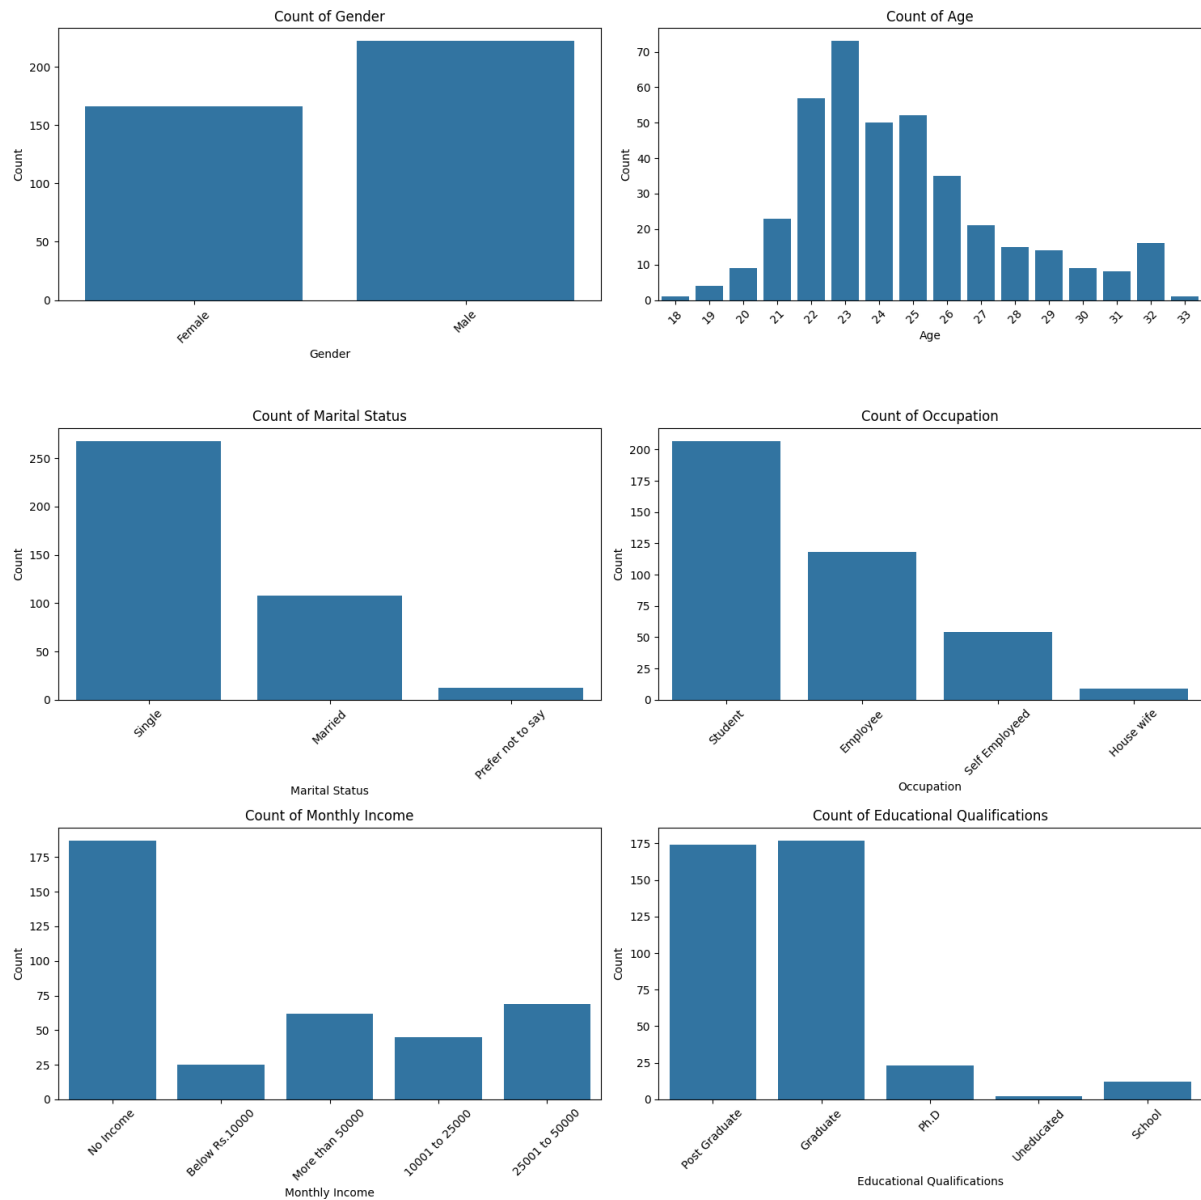 Count of Gender
Count
200
150
100
50
0
Female
Male
Gender
Count of Age
Count
70
60
50
40
30
20
10
0
18 19 20 21 22 23 24 25 26 27 28 29 30 31 32 33
Age
Count of Marital Status
Count
250
200
150
100
50
0
Single
Married
Prefer not to say
Marital Status
Count of Occupation
Count
200
175
150
125
100
75
50
25
0
Student
Employee
Self Employeed
House wife
Occupation
Count of Monthly Income
Count
175
150
125
100
75
50
25
0
No Income
Below Rs.10000
More than 50000
10001 to 25000
25001 to 50000
Monthly Income
Count of Educational Qualifications
Count
175
150
125
100
75
50
25
0
Post Graduate
Graduate
Ph.D
Uneducated
School
Educational Qualifications